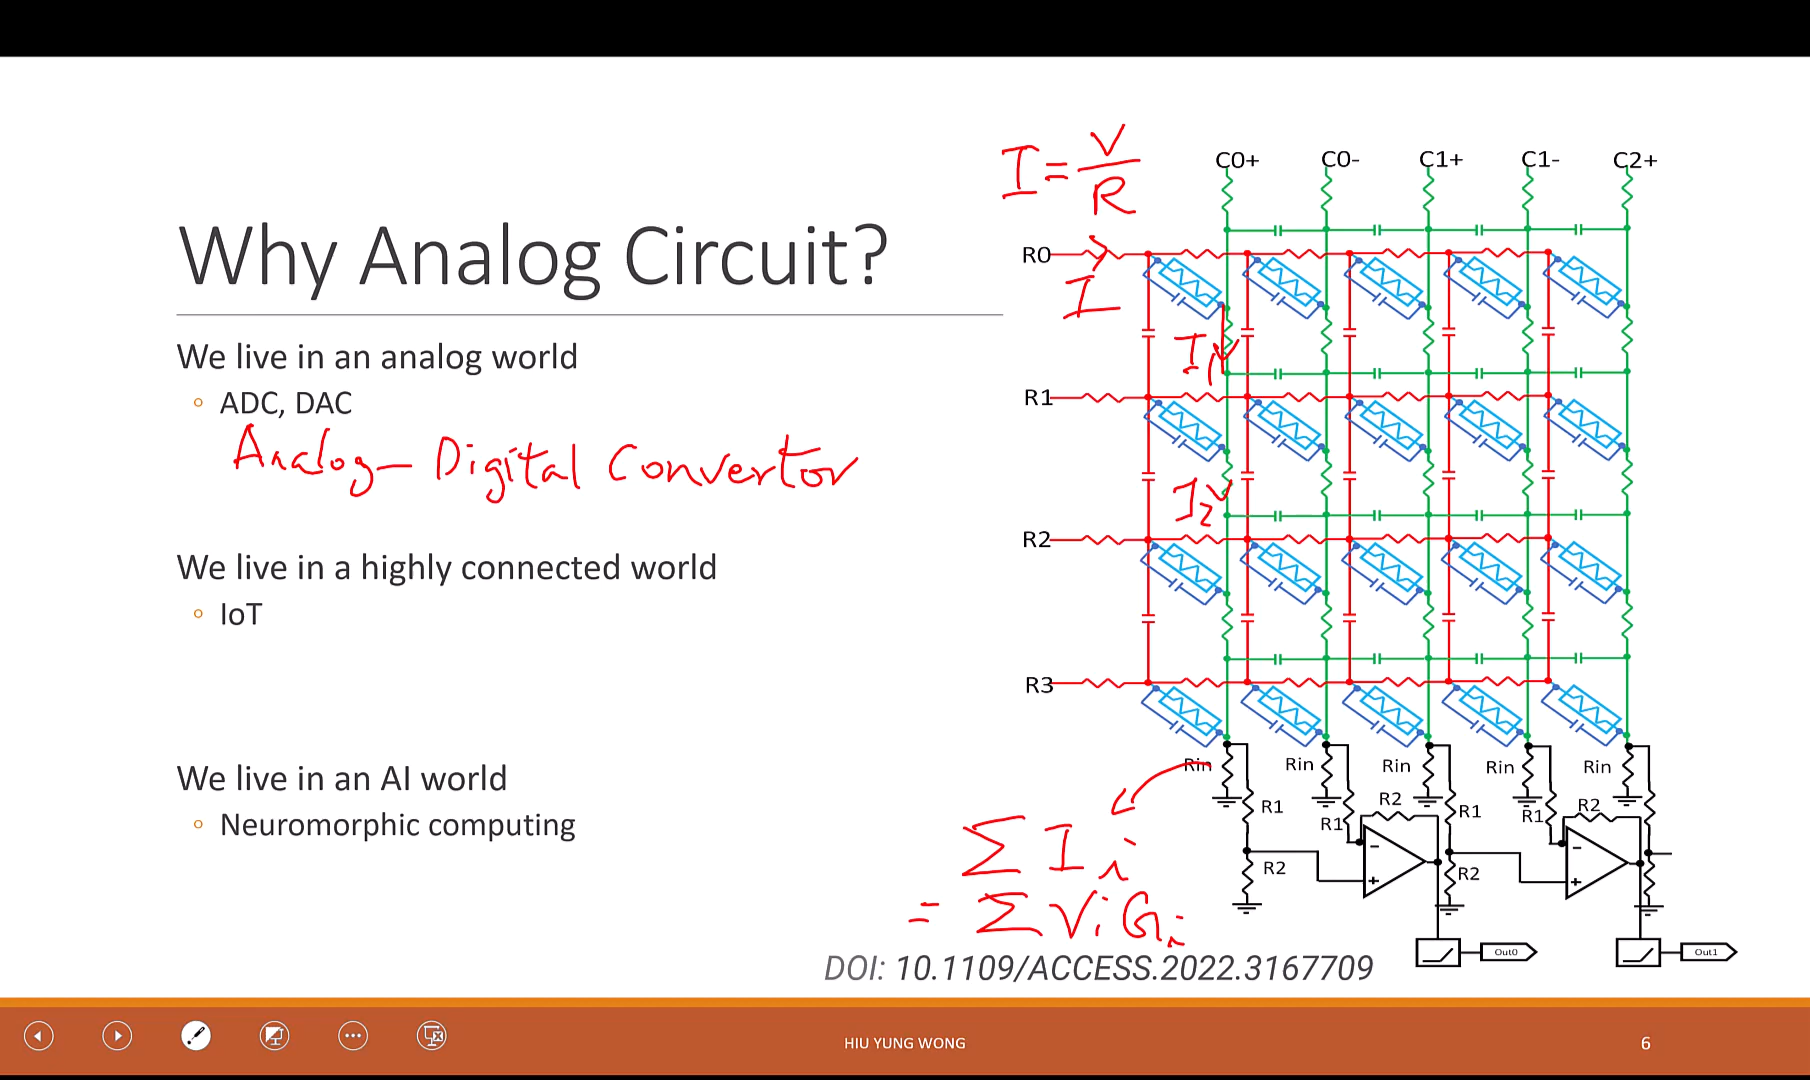 Why Analog Circuit?
We live in an analog world
ADC, DAC
Analog- Digital Convertor
We live in a highly connected world
IoT
We live in an AI world
Neuromorphic computing
I = V/R
C0+ C0- C1+ C1- C2+
R0
I
I1
R1
I2
R2
R3
Rin Rin Rin Rin Rin
R1 R1 R2 R1 R1 R2
R2 - + R2 - +
Σ Ii
= Σ ViGi
Out0 Out1
DOI: 10.1109/ACCESS.2022.3167709
HIU YUNG WONG
6